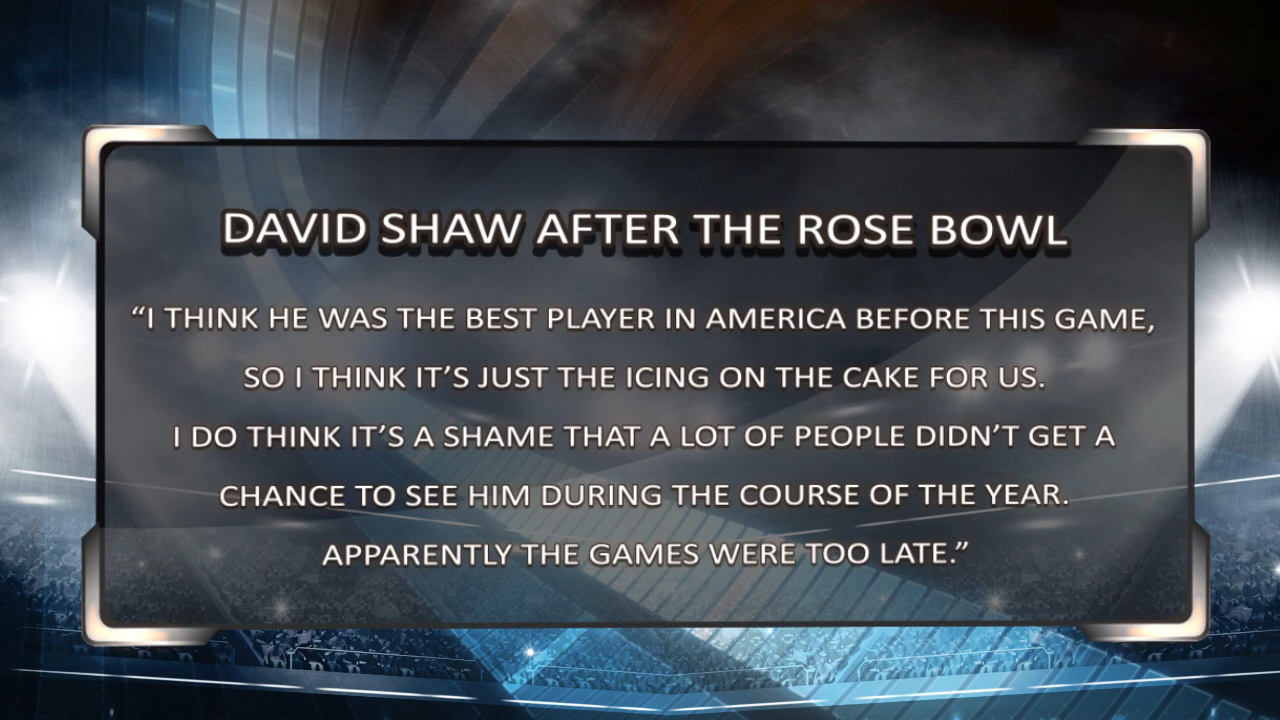 DAVID SHAW AFTER THE ROSE BOWL
“I THINK HE WAS THE BEST PLAYER IN AMERICA BEFORE THIS GAME,
SO I THINK IT’S JUST THE ICING ON THE CAKE FOR US.
I DO THINK IT’S A SHAME THAT A LOT OF PEOPLE DIDN’T GET A
CHANCE TO SEE HIM DURING THE COURSE OF THE YEAR.
APPARENTLY THE GAMES WERE TOO LATE.”